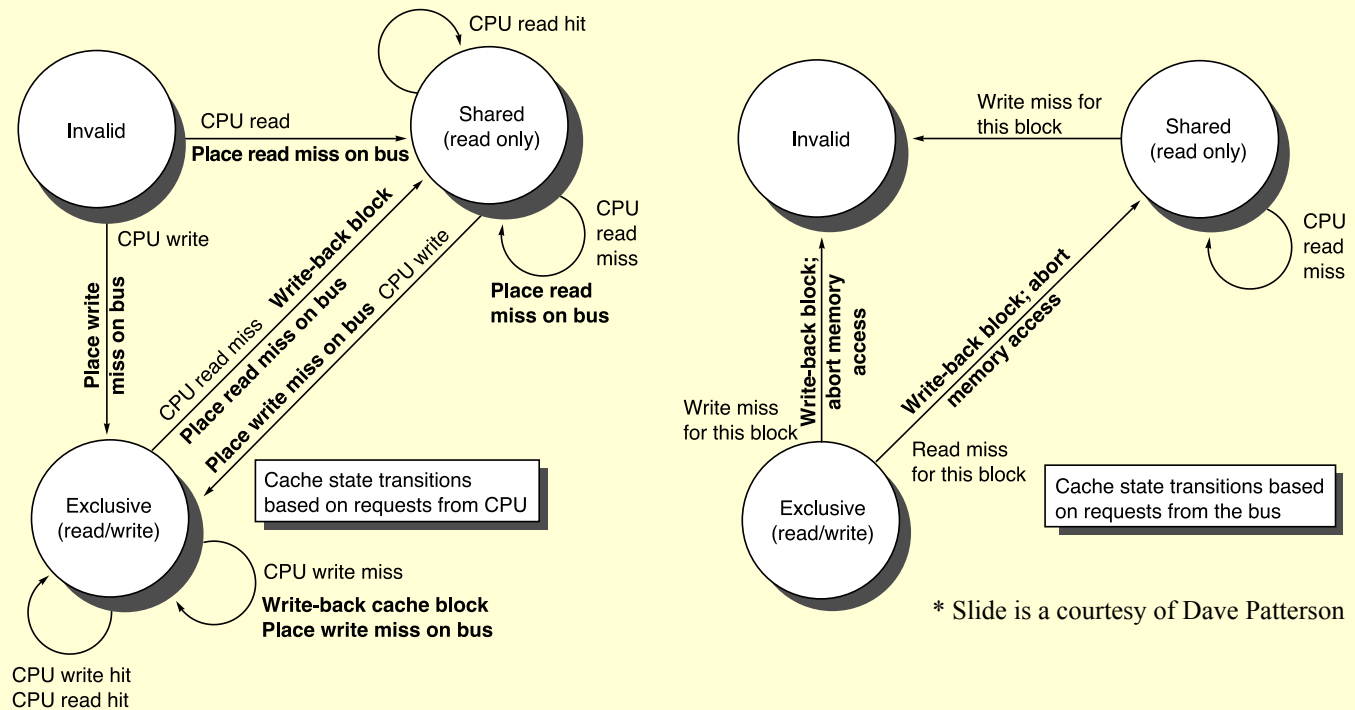 CPU read hit
Invalid
Shared
(read only)
CPU read
Place read miss on bus
CPU write
Place write
miss on bus
CPU read miss
Write-back block
Place read miss on bus
Place write miss on bus
CPU write
CPU
read
miss
Place read
miss on bus
Exclusive
(read/write)
Cache state transitions
based on requests from CPU
CPU write miss
Write-back cache block
Place write miss on bus
CPU write hit
CPU read hit
Invalid
Write miss for
this block
Shared
(read only)
CPU
read
miss
Write-back block;
abort memory
access
Write-back block; abort
memory access
Write miss
for this block
Read miss
for this block
Exclusive
(read/write)
Cache state transitions based
on requests from the bus
* Slide is a courtesy of Dave Patterson